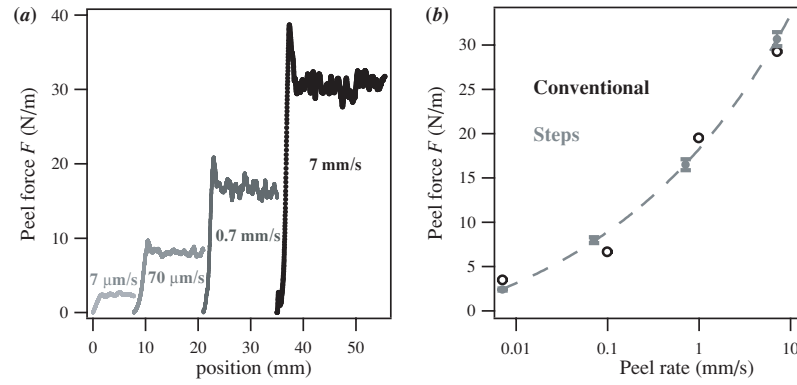 (a)
40
30
20
10
0
Peel force F (N/m)
7 μm/s
70 μm/s
0.7 mm/s
7 mm/s
0 10 20 30 40 50
position (mm)
(b)
30
25
20
15
10
5
0
Peel force F (N/m)
Conventional
Steps
0.01 0.1 1 10
Peel rate (mm/s)